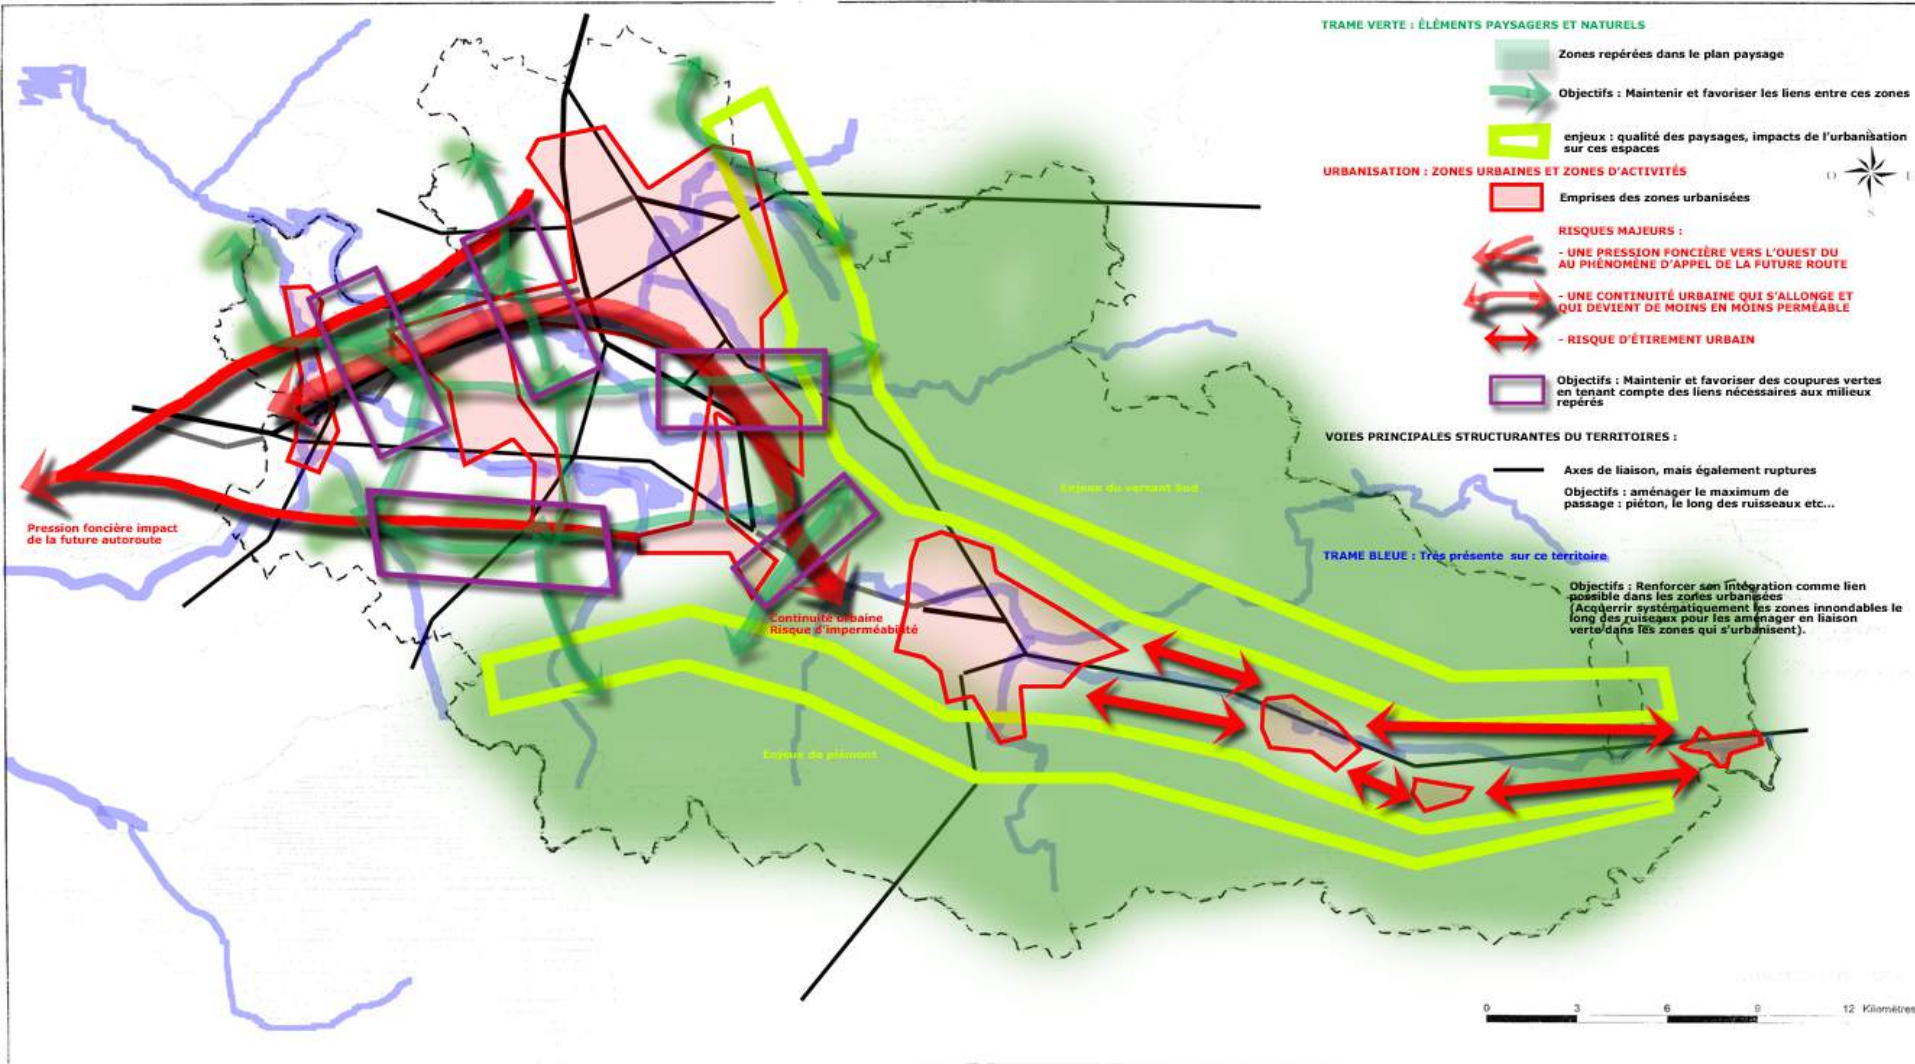 TRAME VERTE : ÉLÉMENTS PAYSAGERS ET NATURELS
Zones repérées dans le plan paysage
Objectifs : Maintenir et favoriser les liens entre ces zones
enjeux : qualité des paysages, impacts de l'urbanisation
sur ces espaces
URBANISATION : ZONES URBAINES ET ZONES D'ACTIVITÉS
O
E
S
Emprises des zones urbanisées
RISQUES MAJEURS :
- UNE PRESSION FONCIÈRE VERS L'OUEST DU
AU PHÉNOMÈNE D'APPEL DE LA FUTURE ROUTE
- UNE CONTINUITÉ URBAINE QUI S'ALLONGE ET
QUI DEVIENT DE MOINS EN MOINS PERMÉABLE
- RISQUE D'ÉTIREMENT URBAIN
Objectifs : Maintenir et favoriser des coupures vertes
en tenant compte des liens nécessaires aux milieux
repérés
VOIES PRINCIPALES STRUCTURANTES DU TERRITOIRES :
Axes de liaison, mais également ruptures
Objectifs : aménager le maximum de
passage : piéton, le long des ruisseaux etc...
TRAME BLEUE : Très présente sur ce territoire
Objectifs : Renforcer son intégration comme lien
possible dans les zones urbanisées
(Acquerrir systématiquement les zones innondables le
long des ruiseaux pour les aménager en liaison
verte dans les zones qui s'urbanisent).
Enjeux du versant Sud
Pression foncière impact
de la future autoroute
Continuité urbaine
Risque d'imperméabilité
Enjeux de piémont
0 3 6 9 12 Kilomètres